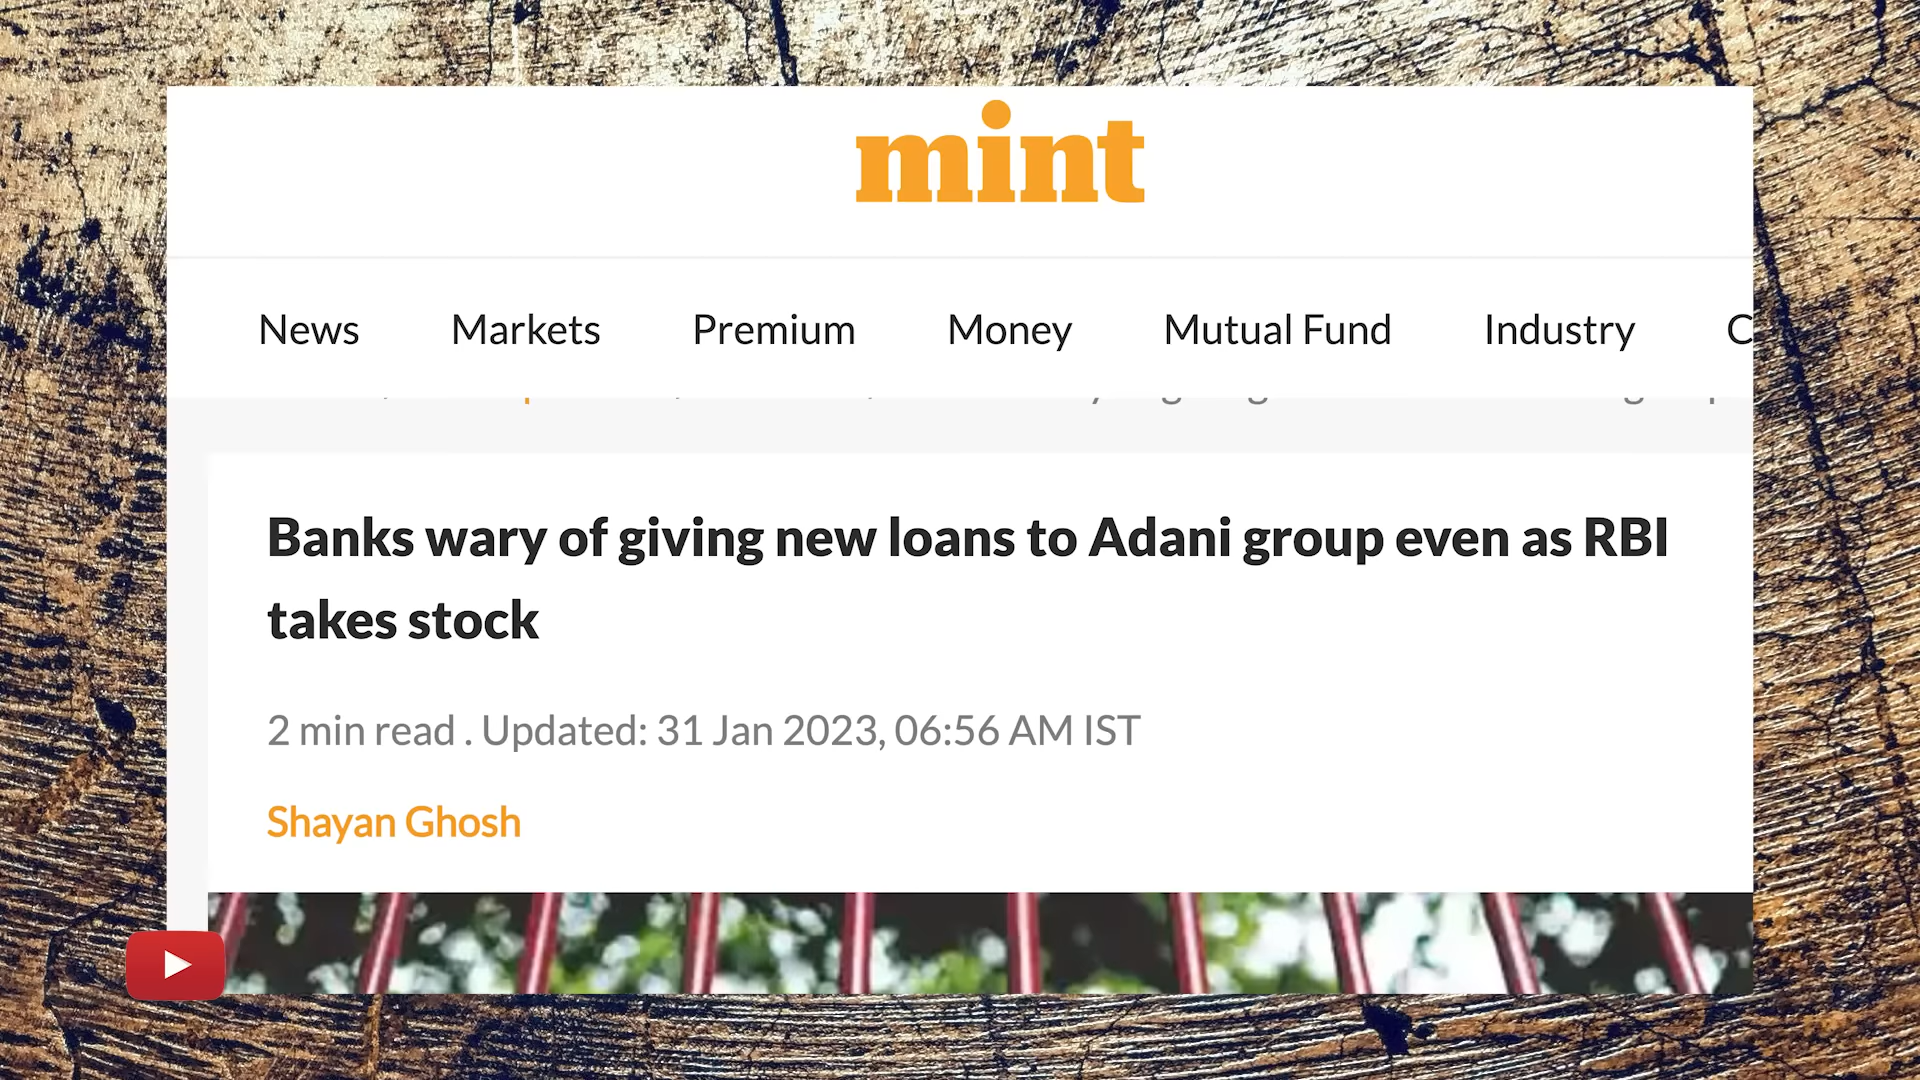 mint
News Markets Premium Money Mutual Fund Industry C
Banks wary of giving new loans to Adani group even as RBI
takes stock
2 min read . Updated: 31 Jan 2023, 06:56 AM IST
Shayan Ghosh